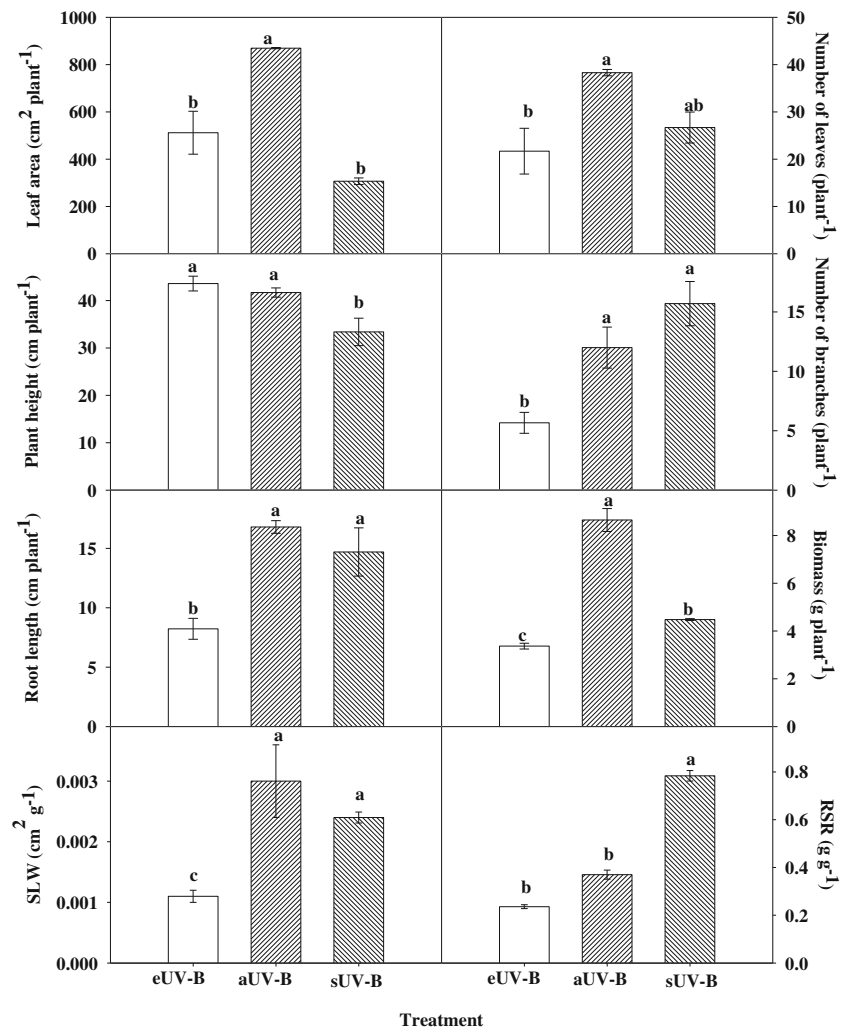 Leaf area (cm² plant⁻¹)
1000
800
600
400
200
0
b
a
b
Number of leaves (plant⁻¹)
50
40
30
20
10
0
b
a
ab
Plant height (cm plant⁻¹)
40
30
20
10
0
a
a
b
Number of branches (plant⁻¹)
15
10
5
0
b
a
a
Root length (cm plant⁻¹)
15
10
5
0
b
a
a
Biomass (g plant⁻¹)
8
6
4
2
0
c
a
b
SLW (cm² g⁻¹)
0.003
0.002
0.001
0.000
c
a
a
RSR (g g⁻¹)
0.8
0.6
0.4
0.2
0.0
b
b
a
eUV-B aUV-B sUV-B
eUV-B aUV-B sUV-B
Treatment